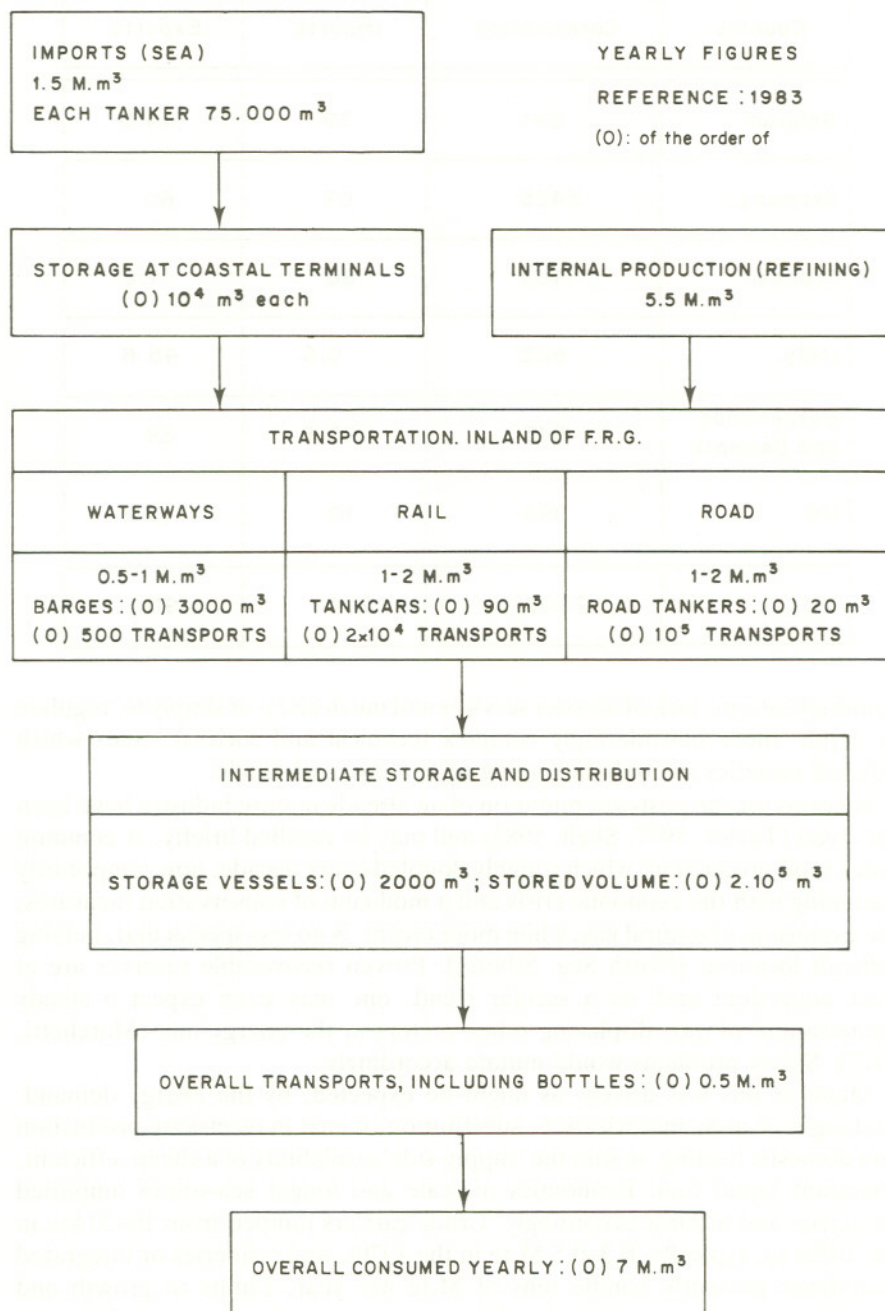 IMPORTS (SEA)
1.5 M.m³
EACH TANKER 75.000 m³
YEARLY FIGURES
REFERENCE : 1983
(O): of the order of
STORAGE AT COASTAL TERMINALS
(O) 10⁴ m³ each
INTERNAL PRODUCTION (REFINING)
5.5 M.m³
TRANSPORTATION. INLAND OF F.R.G.
WATERWAYS
0.5-1 M.m³
BARGES: (O) 3000 m³
(O) 500 TRANSPORTS
RAIL
1-2 M.m³
TANKCARS: (O) 90 m³
(O) 2x10⁴ TRANSPORTS
ROAD
1-2 M.m³
ROAD TANKERS: (O) 20 m³
(O) 10⁵ TRANSPORTS
INTERMEDIATE STORAGE AND DISTRIBUTION
STORAGE VESSELS: (O) 2000 m³ ; STORED VOLUME: (O) 2.10⁵ m³
OVERALL TRANSPORTS, INCLUDING BOTTLES: (O) 0.5 M.m³
OVERALL CONSUMED YEARLY: (O) 7 M.m³